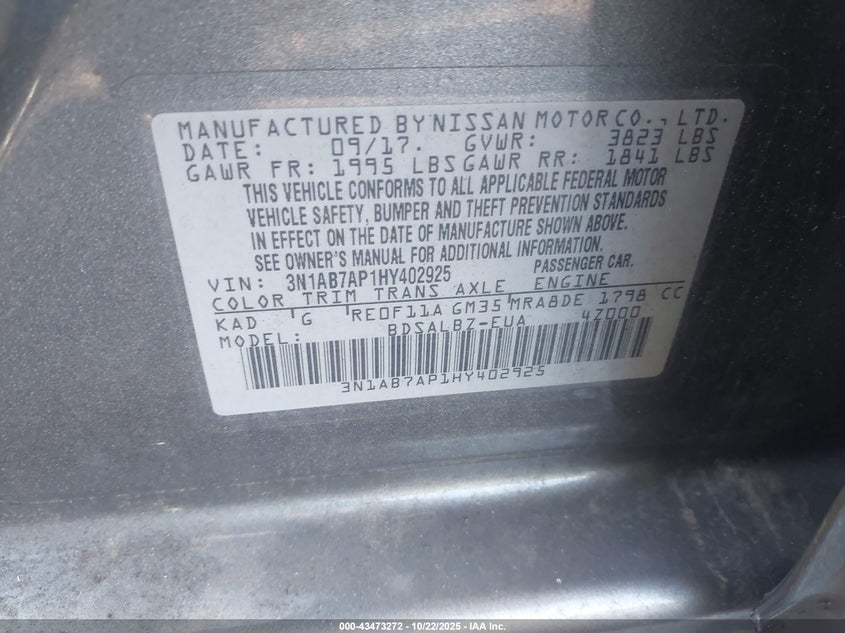 MANUFACTURED BY NISSAN MOTOR CO., LTD.
DATE: 09/17. GVWR: 3823 LBS
GAWR FR: 1995 LBS GAWR RR: 1841 LBS
THIS VEHICLE CONFORMS TO ALL APPLICABLE FEDERAL MOTOR
VEHICLE SAFETY, BUMPER AND THEFT PREVENTION STANDARDS
IN EFFECT ON THE DATE OF MANUFACTURE SHOWN ABOVE.
SEE OWNER'S MANUAL FOR ADDITIONAL INFORMATION.
VIN: 3N1AB7AP1HY402925 PASSENGER CAR.
COLOR TRIM TRANS AXLE ENGINE
KAD G RE0F11A GM35 MRA8DE 1798 CC
MODEL: BDSALBZ-EUA 4Z000
3N1AB7AP1HY402925
000-43473272 - 10/22/2025 - IAA Inc.